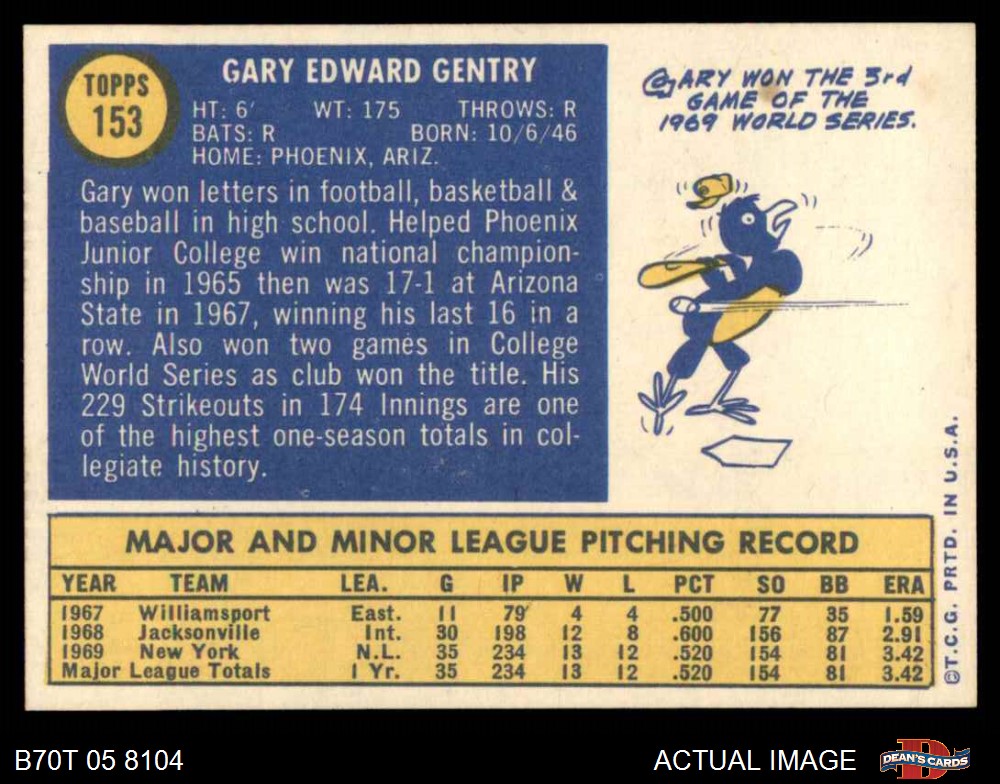 TOPPS
153
GARY EDWARD GENTRY
HT: 6' WT: 175 THROWS: R
BATS: R BORN: 10/6/46
HOME: PHOENIX, ARIZ.
Gary won letters in football, basketball &
baseball in high school. Helped Phoenix
Junior College win national champion-
ship in 1965 then was 17-1 at Arizona
State in 1967, winning his last 16 in a
row. Also won two games in College
World Series as club won the title. His
229 Strikeouts in 174 Innings are one
of the highest one-season totals in col-
legiate history.
GARY WON THE 3rd
GAME OF THE
1969 WORLD SERIES.
MAJOR AND MINOR LEAGUE PITCHING RECORD
YEAR TEAM LEA. G IP W L PCT SO BB ERA
1967 Williamsport East. 11 79 4 4 .500 77 35 1.59
1968 Jacksonville Int. 30 198 12 8 .600 156 87 2.91
1969 New York N.L. 35 234 13 12 .520 154 81 3.42
Major League Totals 1 Yr. 35 234 13 12 .520 154 81 3.42
©T.C.G. PRTD. IN U.S.A.
B70T 05 8104
ACTUAL IMAGE
DEAN'S CARDS